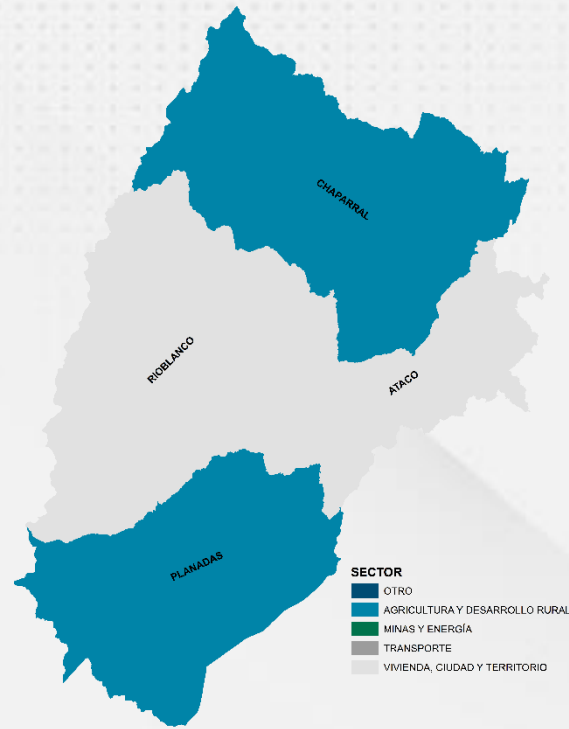 CHAPARRAL
RIOBLANCO
ATACO
PLANADAS
SECTOR
OTRO
AGRICULTURA Y DESARROLLO RURAL
MINAS Y ENERGÍA
TRANSPORTE
VIVIENDA, CIUDAD Y TERRITORIO